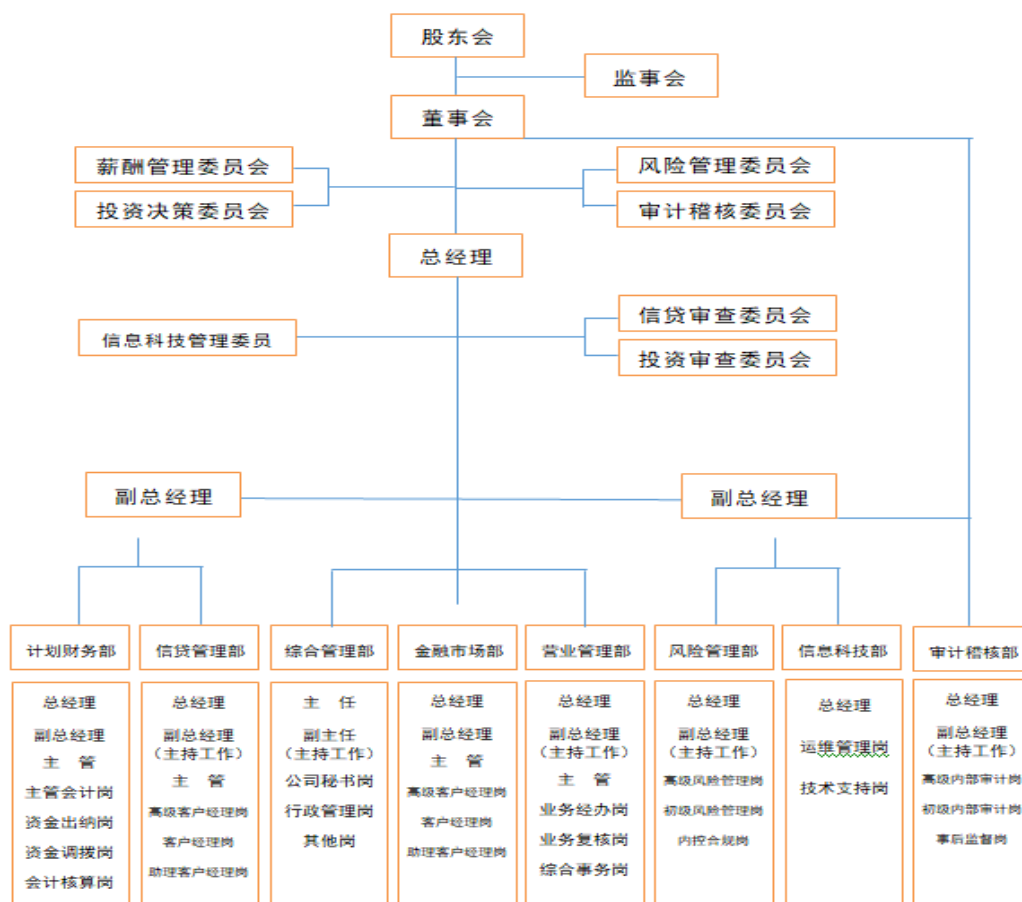 股东会
监事会
董事会
薪酬管理委员会
风险管理委员会
投资决策委员会
审计稽核委员会
总经理
信贷审查委员会
信息科技管理委员
投资审查委员会
副总经理
副总经理
计划财务部
信贷管理部
综合管理部
金融市场部
营业管理部
风险管理部
信息科技部
审计稽核部
总经理
副总经理
主 管
主管会计岗
资金出纳岗
资金调拨岗
会计核算岗
总经理
副总经理
（主持工作）
主 管
高级客户经理岗
客户经理岗
助理客户经理岗
主 任
副主任
（主持工作）
公司秘书岗
行政管理岗
其他岗
总经理
副总经理
主 管
高级客户经理岗
客户经理岗
助理客户经理岗
总经理
副总经理
（主持工作）
主 管
业务经办岗
业务复核岗
综合事务岗
总经理
副总经理
（主持工作）
高级风险管理岗
初级风险管理岗
内控合规岗
总经理
运维管理岗
技术支持岗
总经理
副总经理
（主持工作）
高级内部审计岗
初级内部审计岗
事后监督岗